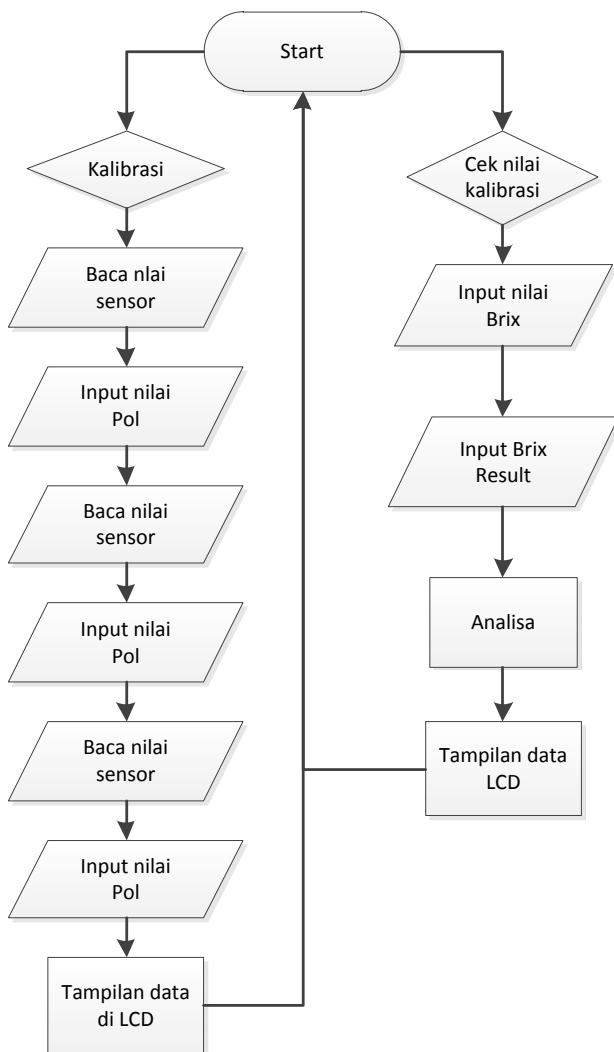 Start
Kalibrasi
Baca nlai
sensor
Input nilai
Pol
Baca nilai
sensor
Input nilai
Pol
Baca nilai
sensor
Input nilai
Pol
Tampilan data
di LCD
Cek nilai
kalibrasi
Input nilai
Brix
Input Brix
Result
Analisa
Tampilan data
LCD